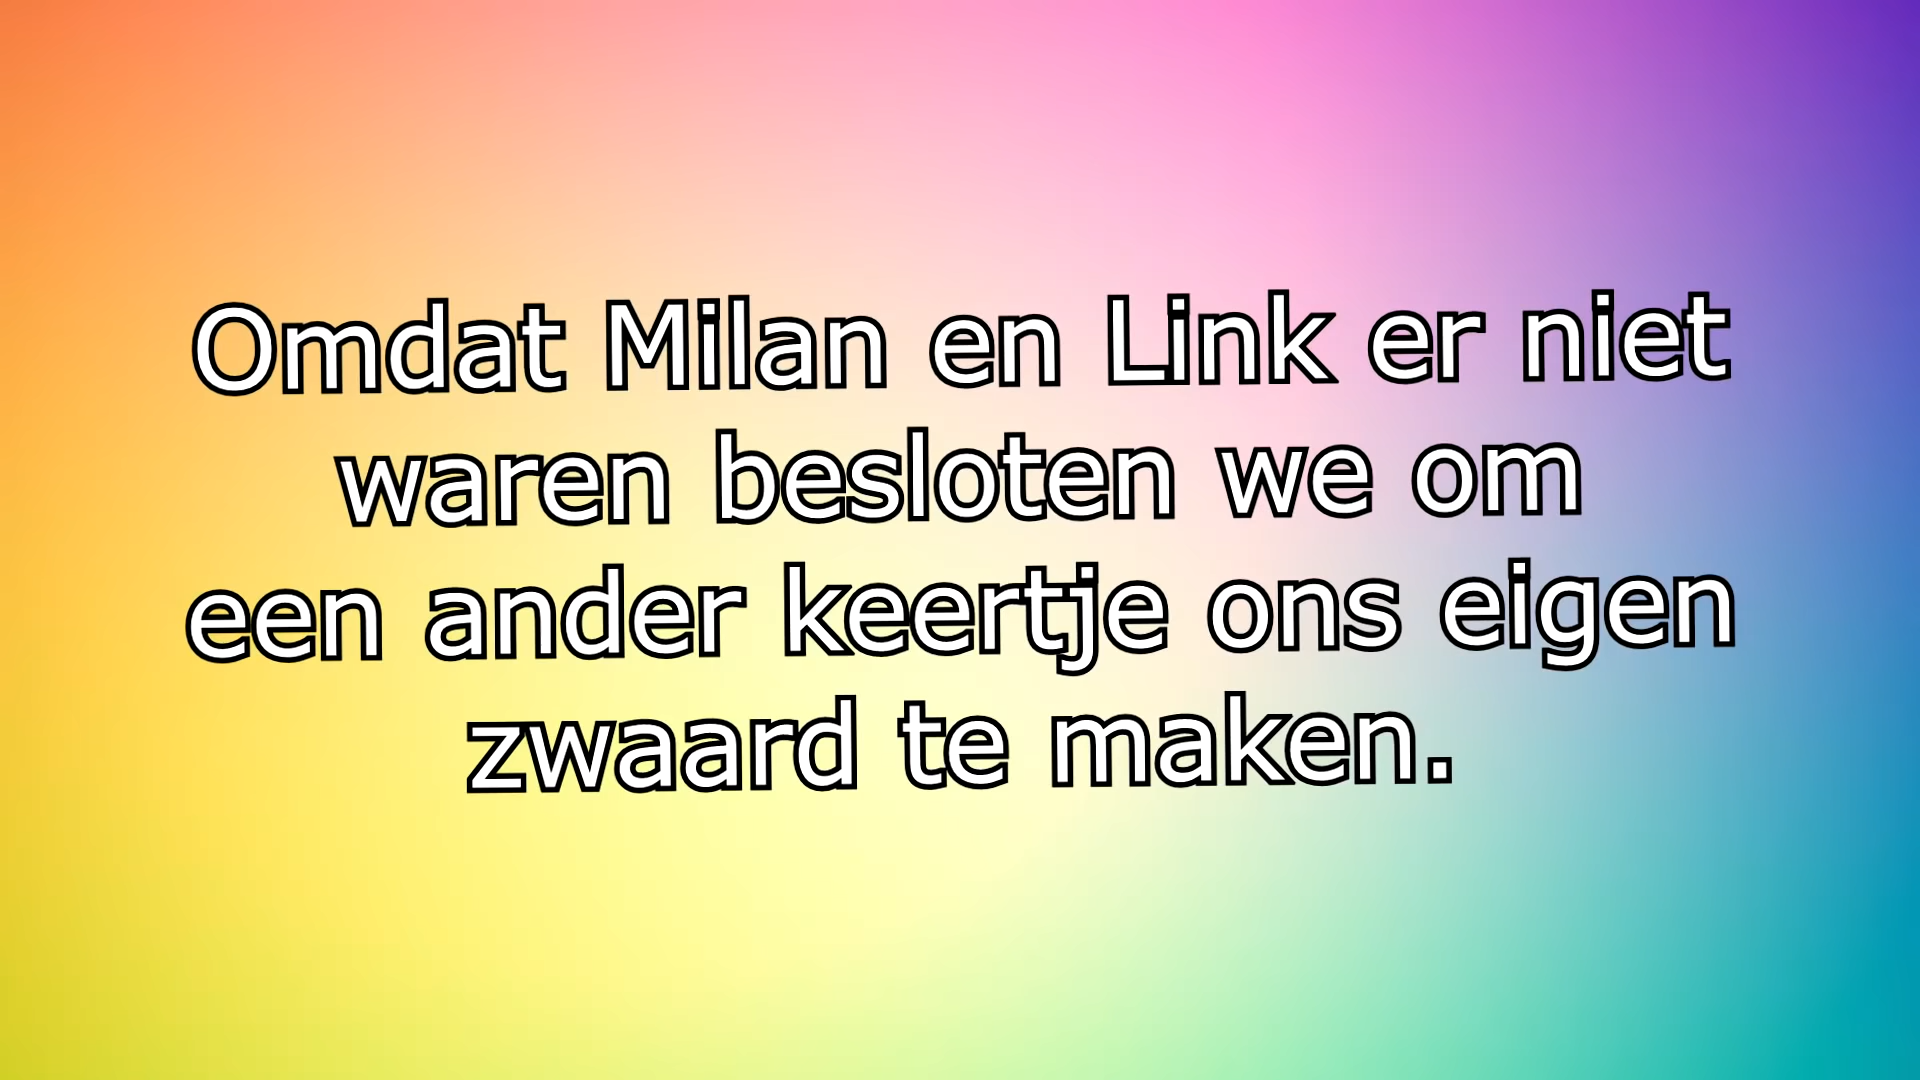 Omdat Milan en Link er niet
waren besloten we om
een ander keertje ons eigen
zwaard te maken.